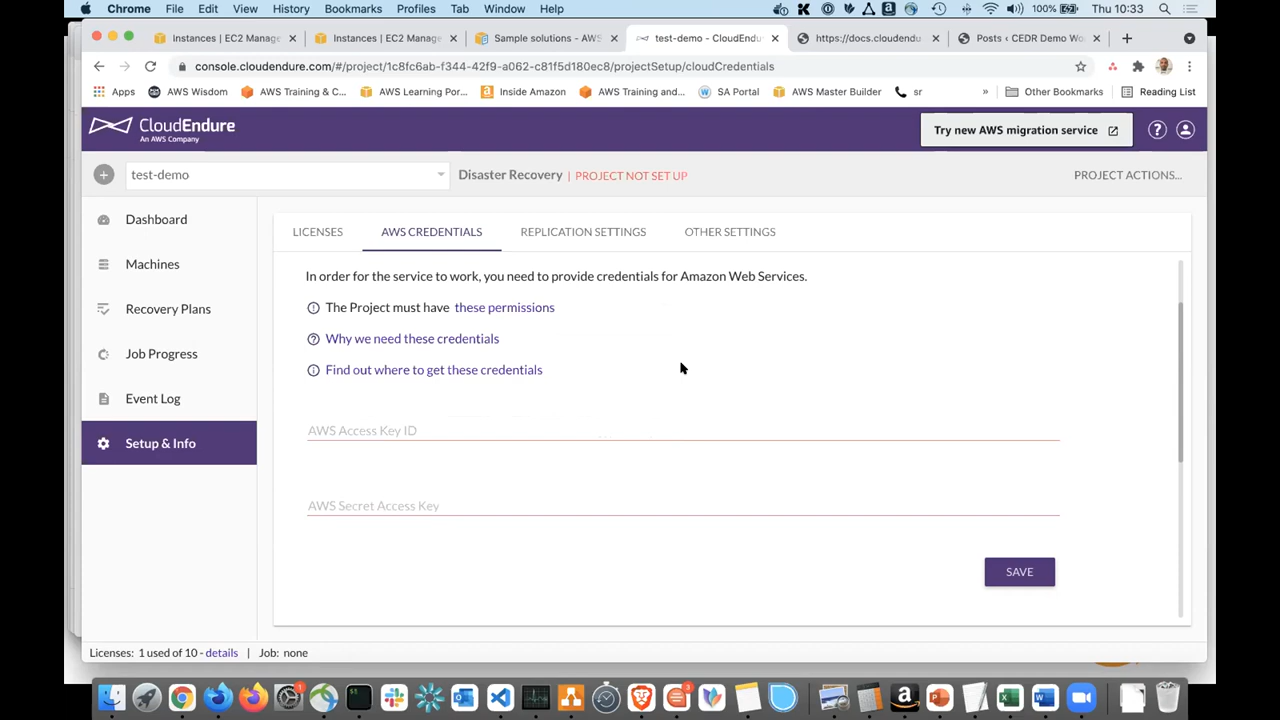 Chrome File Edit View History Bookmarks Profiles Tab Window Help 100% Thu 10:33
Instances | EC2 Manage
Instances | EC2 Manage
Sample solutions - AWS
test-demo - CloudEndu
https://docs.cloudendu
Posts ‹ CEDR Demo Wo
console.cloudendure.com/#/project/1c8fc6ab-f344-42f9-a062-c81f5d180ec8/projectSetup/cloudCredentials
Apps AWS Wisdom AWS Training & C... AWS Learning Por... Inside Amazon AWS Training and... SA Portal AWS Master Builder sr » Other Bookmarks Reading List
CloudEndure
An AWS Company
Try new AWS migration service
?
+ test-demo Disaster Recovery | PROJECT NOT SET UP PROJECT ACTIONS...
Dashboard
Machines
Recovery Plans
Job Progress
Event Log
Setup & Info
LICENSES AWS CREDENTIALS REPLICATION SETTINGS OTHER SETTINGS
In order for the service to work, you need to provide credentials for Amazon Web Services.
The Project must have these permissions
Why we need these credentials
Find out where to get these credentials
AWS Access Key ID
AWS Secret Access Key
SAVE
Licenses: 1 used of 10 - details Job: none